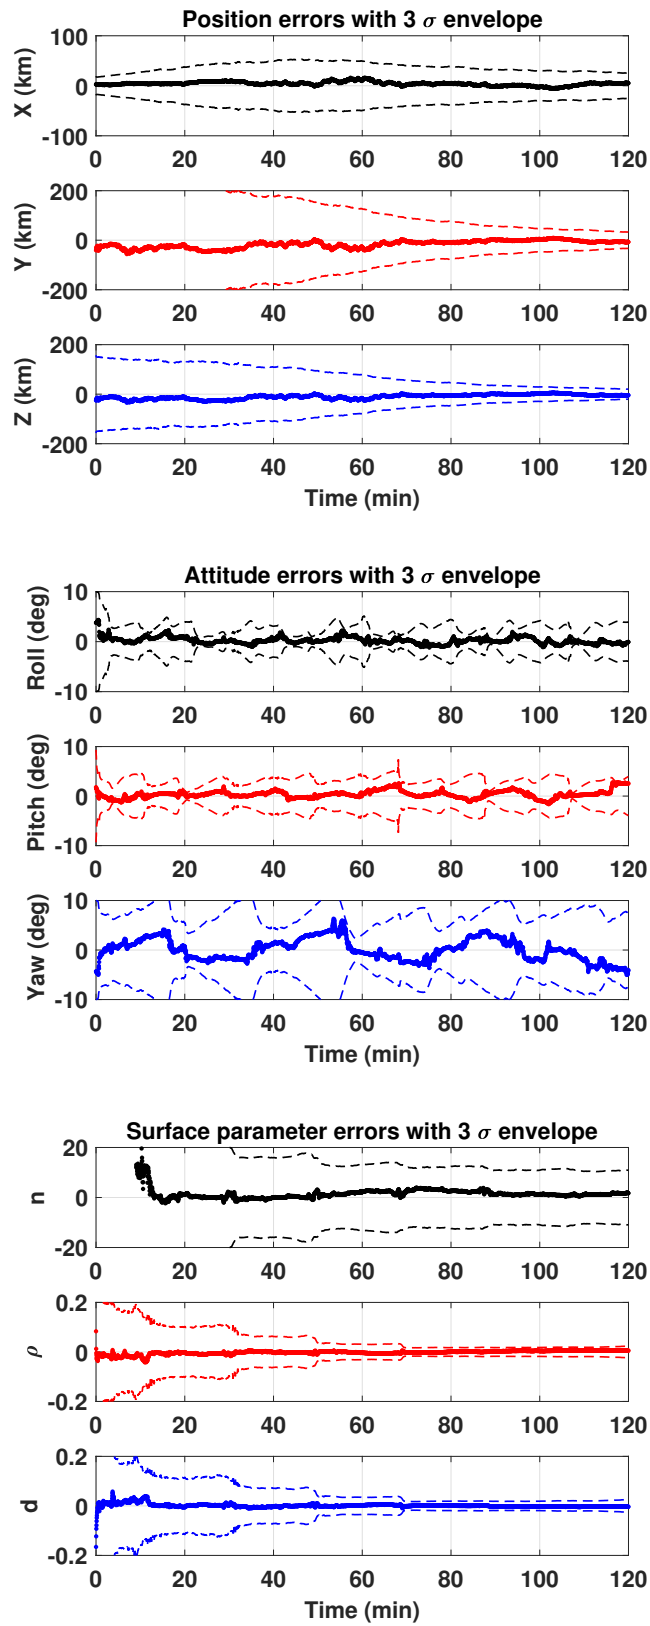 Position errors with 3 σ envelope
100
0
-100
X (km)
0 20 40 60 80 100 120
200
0
-200
Y (km)
0 20 40 60 80 100 120
200
0
-200
Z (km)
0 20 40 60 80 100 120
Time (min)
Attitude errors with 3 σ envelope
10
0
-10
Roll (deg)
0 20 40 60 80 100 120
10
0
-10
Pitch (deg)
0 20 40 60 80 100 120
10
0
-10
Yaw (deg)
0 20 40 60 80 100 120
Time (min)
Surface parameter errors with 3 σ envelope
20
0
-20
n
0 20 40 60 80 100 120
0.2
0
-0.2
ρ
0 20 40 60 80 100 120
0.2
0
-0.2
d
0 20 40 60 80 100 120
Time (min)